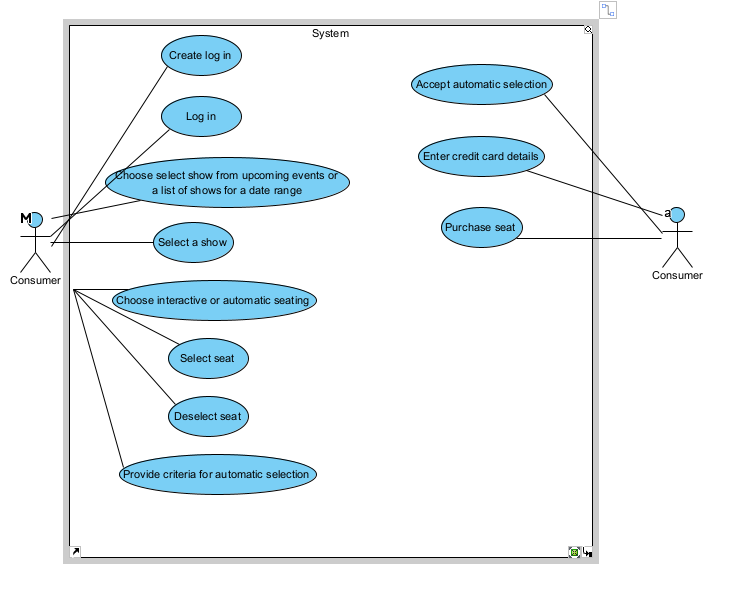 System
Create log in
Log in
Choose select show from upcoming events or
a list of shows for a date range
Select a show
Choose interactive or automatic seating
Select seat
Deselect seat
Provide criteria for automatic selection
Accept automatic selection
Enter credit card details
Purchase seat
M
Consumer
a
Consumer